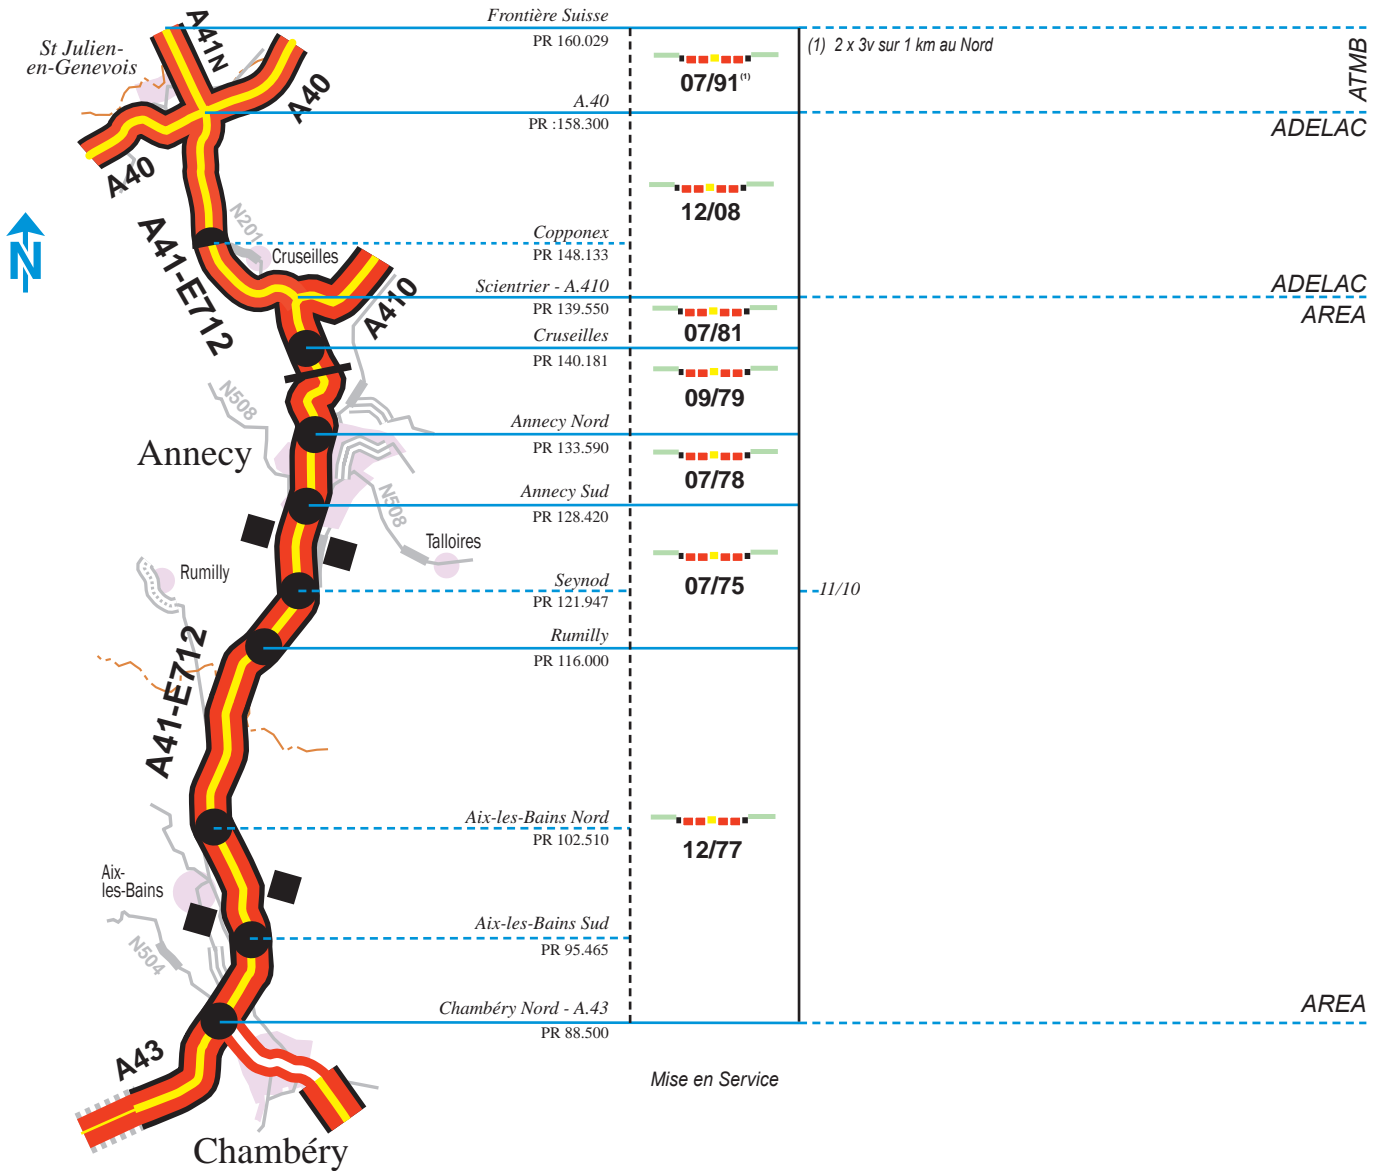 Frontière Suisse
PR 160.029
(1) 2 x 3v sur 1 km au Nord
07/91(1)
ATMB
A41N
St Julien-
en-Genevois
A40
A.40
PR :158.300
ADELAC
A40
12/08
N201
Copponex
PR 148.133
Cruseilles
A41-E712
N
Scientrier - A.410
PR 139.550
ADELAC
AREA
A410
07/81
Cruseilles
PR 140.181
09/79
N508
Annecy Nord
PR 133.590
Annecy
07/78
Annecy Sud
PR 128.420
N508
Talloires
Rumilly
Seynod
PR 121.947
07/75
11/10
Rumilly
PR 116.000
A41-E712
Aix-les-Bains Nord
PR 102.510
12/77
Aix-
les-Bains
Aix-les-Bains Sud
PR 95.465
N504
Chambéry Nord - A.43
PR 88.500
AREA
A43
Mise en Service
Chambéry